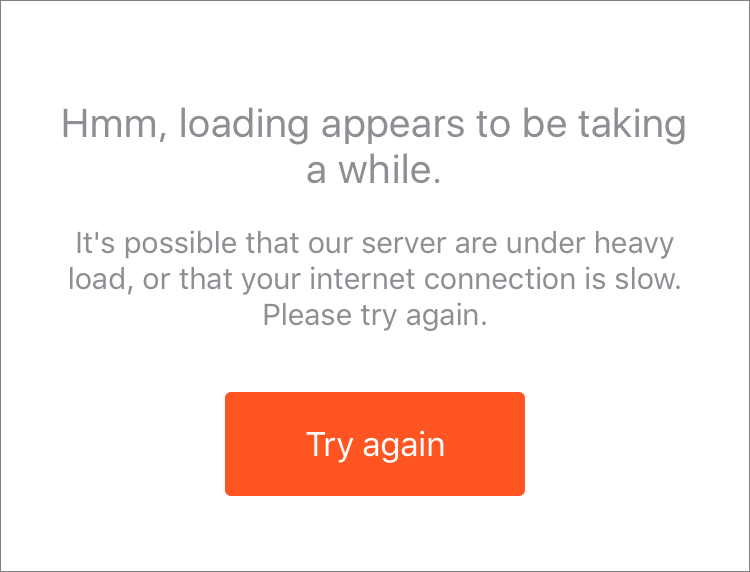 Hmm, loading appears to be taking
a while.
It's possible that our server are under heavy
load, or that your internet connection is slow.
Please try again.
Try again